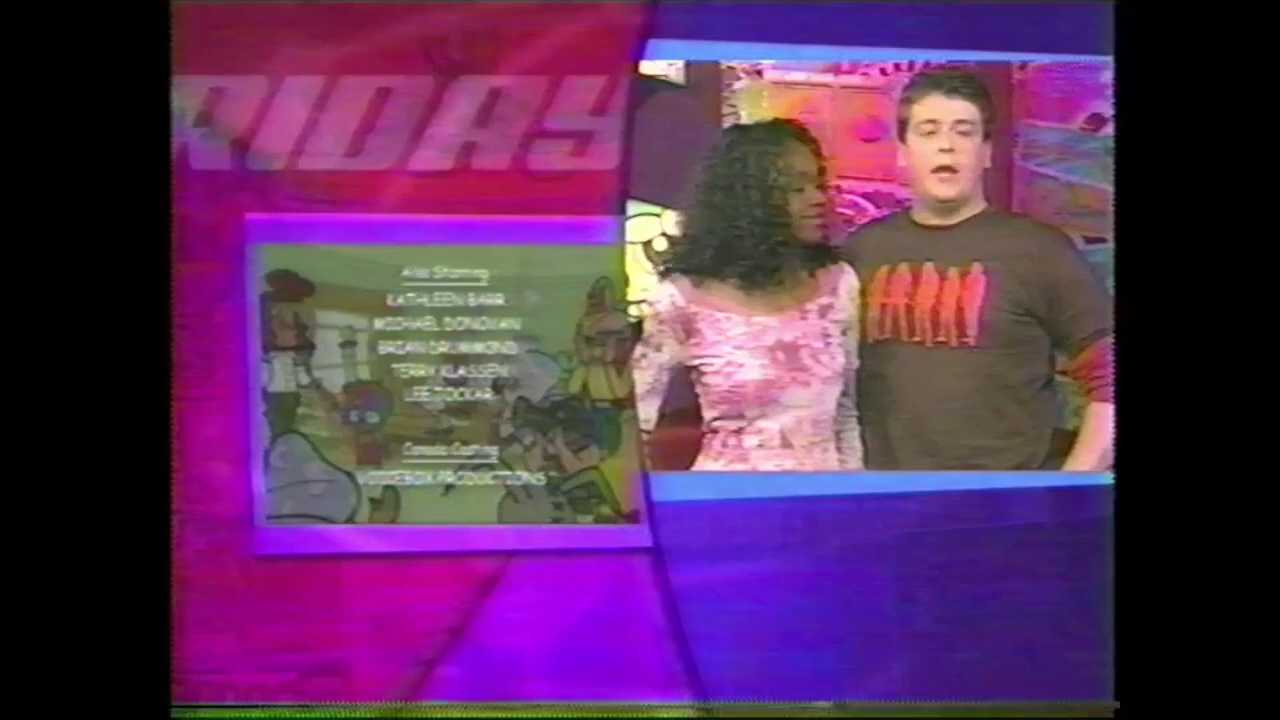 RIDAY
Also Starring
KATHLEEN BARR
MICHAEL DONOVAN
BRIAN DRUMMOND
TERRY KLASSEN
LEE TOCKAR
Casting
VOICEBOX PRODUCTIONS